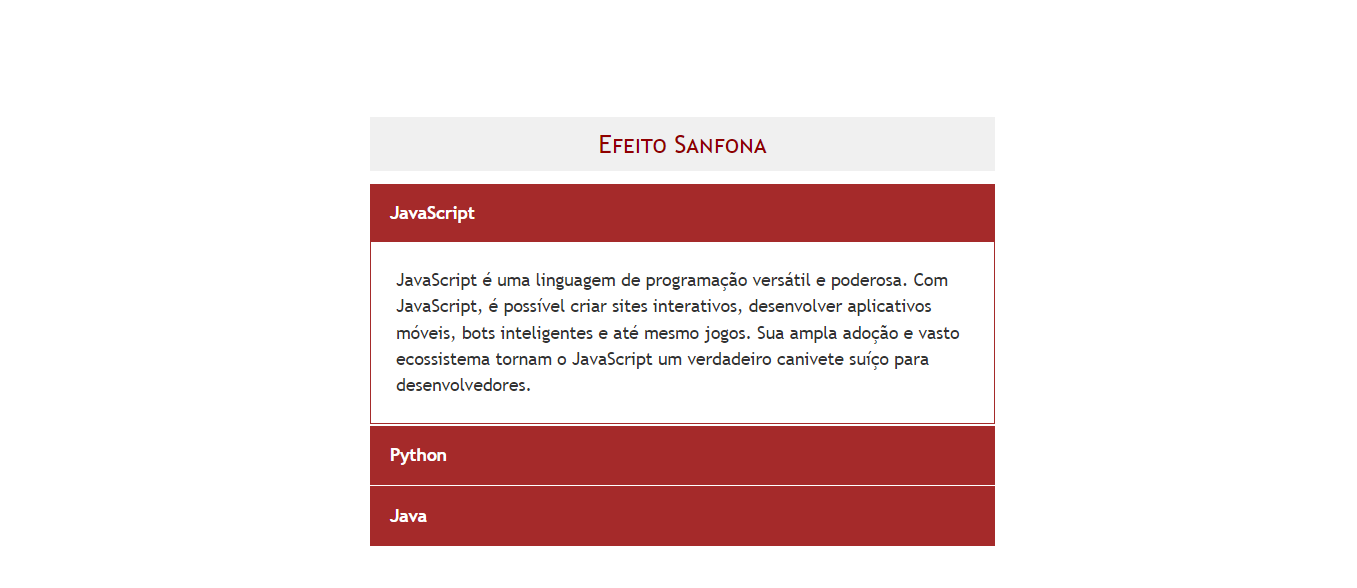 Efeito Sanfona
JavaScript
JavaScript é uma linguagem de programação versátil e poderosa. Com
JavaScript, é possível criar sites interativos, desenvolver aplicativos
móveis, bots inteligentes e até mesmo jogos. Sua ampla adoção e vasto
ecossistema tornam o JavaScript um verdadeiro canivete suíço para
desenvolvedores.
Python
Java